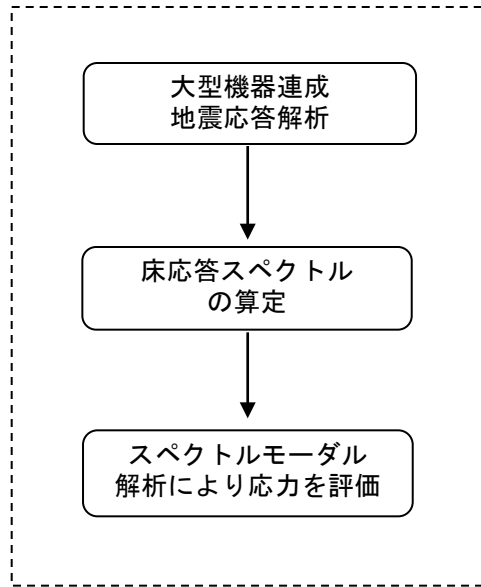 大型機器連成
地震応答解析
床応答スペクトル
の算定
スペクトルモーダル
解析により応力を評価